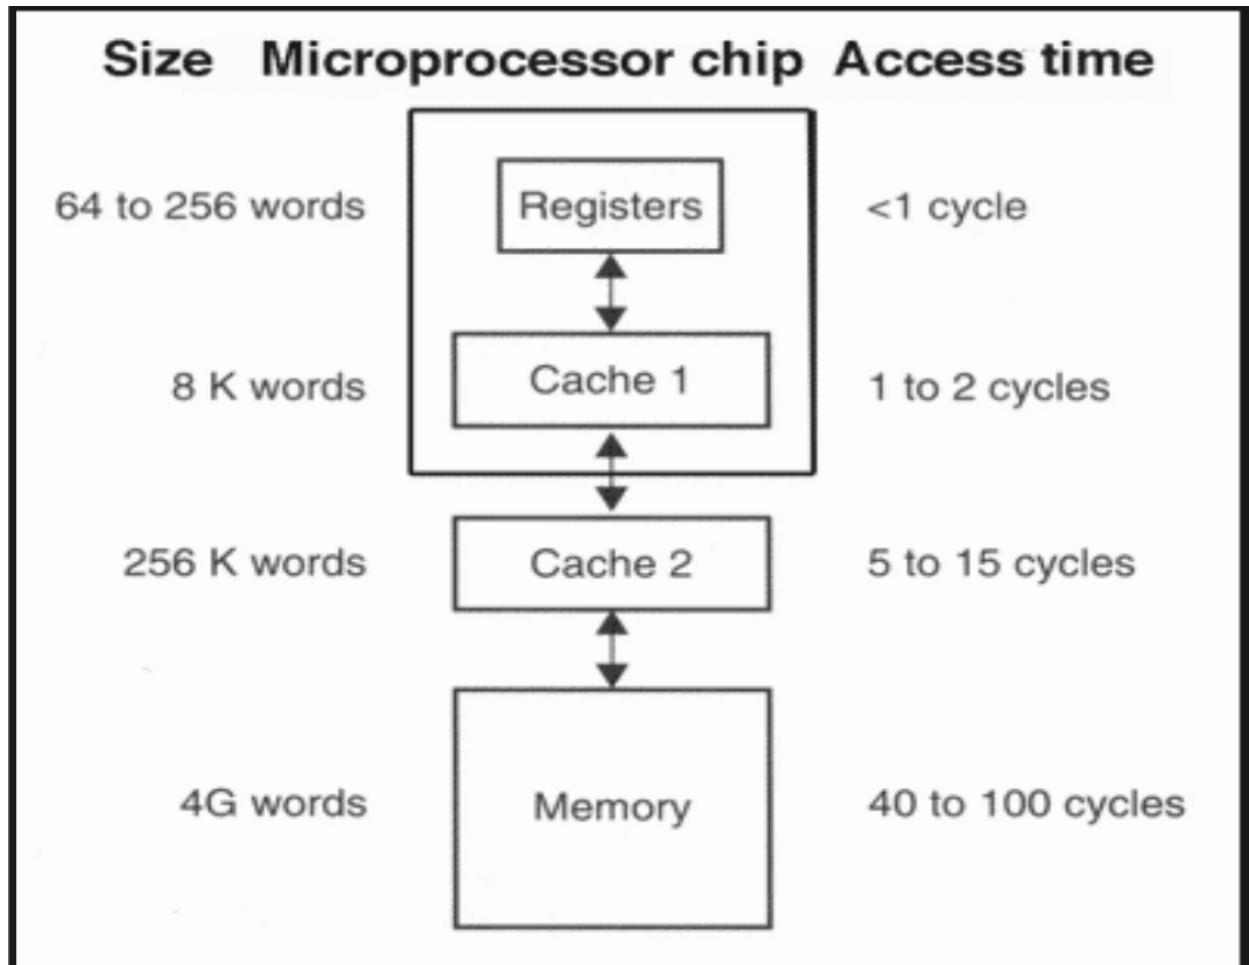 Size Microprocessor chip Access time
64 to 256 words Registers <1 cycle
8 K words Cache 1 1 to 2 cycles
256 K words Cache 2 5 to 15 cycles
4G words Memory 40 to 100 cycles